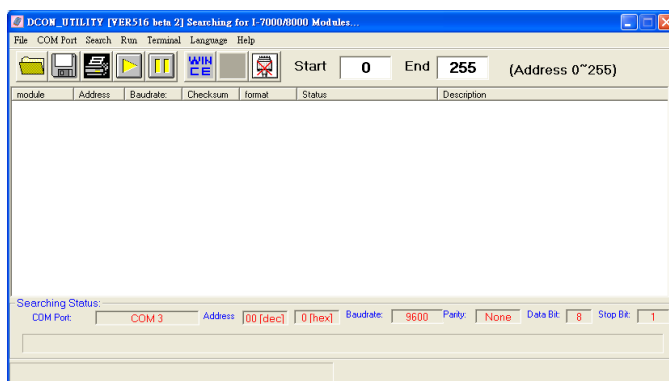 DCON_UTILITY [VER516 beta 2] Searching for I-7000/8000 Modules...
File COM Port Search Run Terminal Language Help
WIN CE Start 0 End 255 (Address 0~255)
module Address Baudrate: Checksum format Status Description
Searching Status:
COM Port: COM 3 Address 00 [dec] 0 [hex] Baudrate: 9600 Parity: None Data Bit: 8 Stop Bit: 1